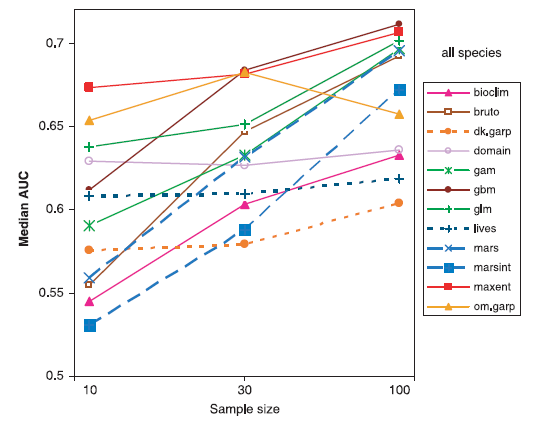 0.7
0.65
0.6
0.55
0.5
Median AUC
10
30
100
Sample size
all species
bioclim
bruto
dk.garp
domain
gam
gbm
glm
lives
mars
marsint
maxent
om.garp